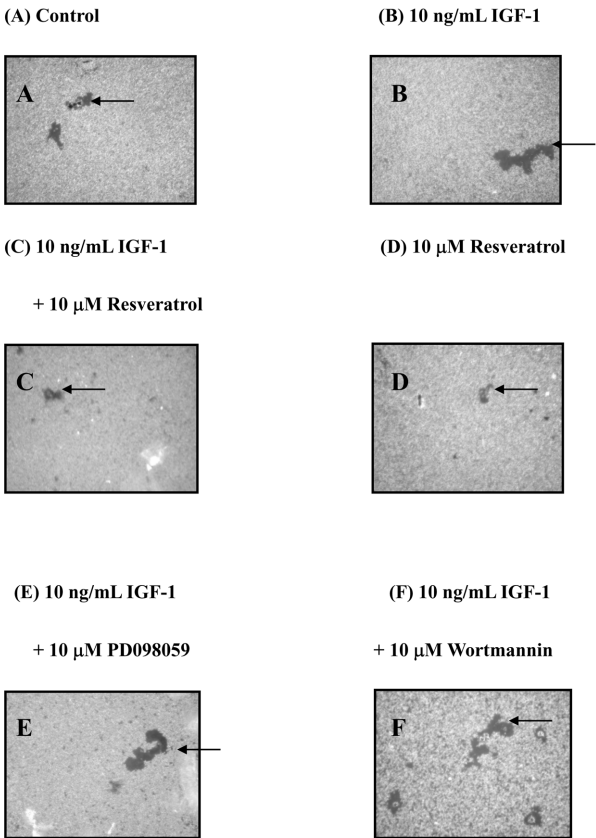 (A) Control
(B) 10 ng/mL IGF-1
A
B
(C) 10 ng/mL IGF-1
+ 10 μM Resveratrol
(D) 10 μM Resveratrol
C
D
(E) 10 ng/mL IGF-1
+ 10 μM PD098059
(F) 10 ng/mL IGF-1
+ 10 μM Wortmannin
E
F